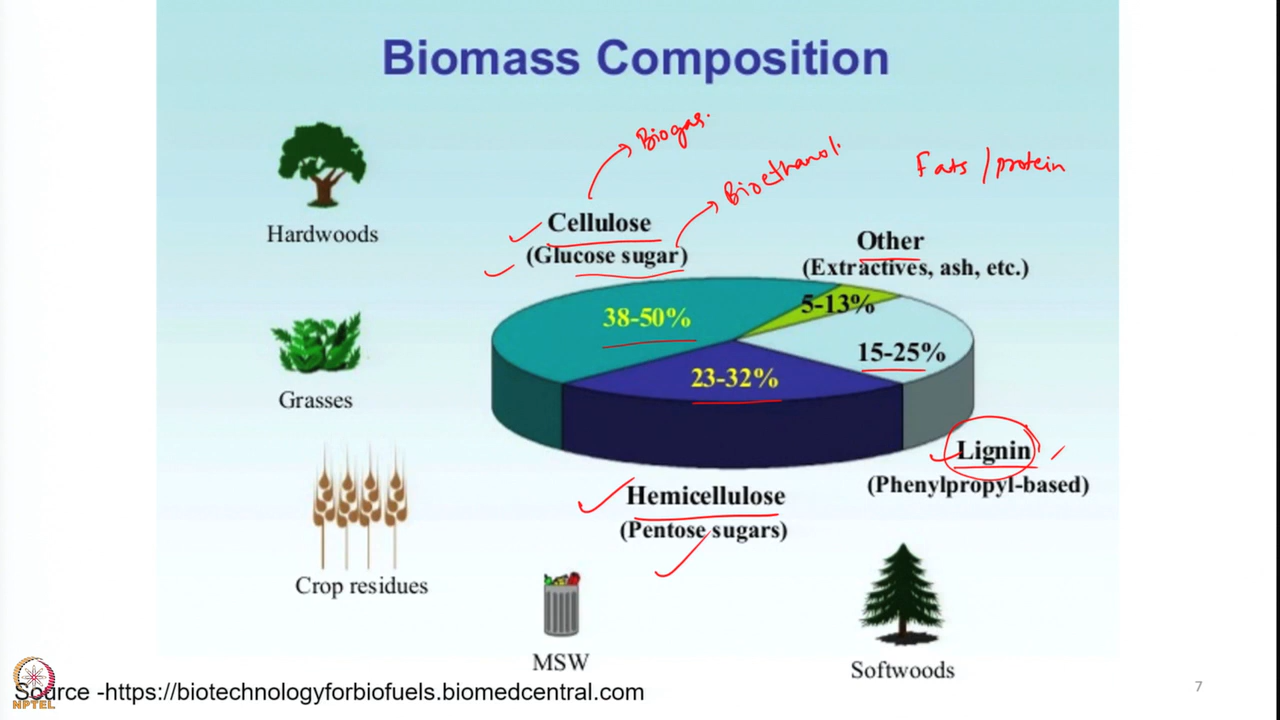 Biomass Composition
Biogas.
Bioethanol.
Fats / protein
Hardwoods
Cellulose
(Glucose sugar)
Other
(Extractives, ash, etc.)
38-50%
5-13%
15-25%
23-32%
Grasses
Lignin
(Phenylpropyl-based)
Hemicellulose
(Pentose sugars)
Crop residues
MSW
Softwoods
Source -https://biotechnologyforbiofuels.biomedcentral.com
NPTEL
7